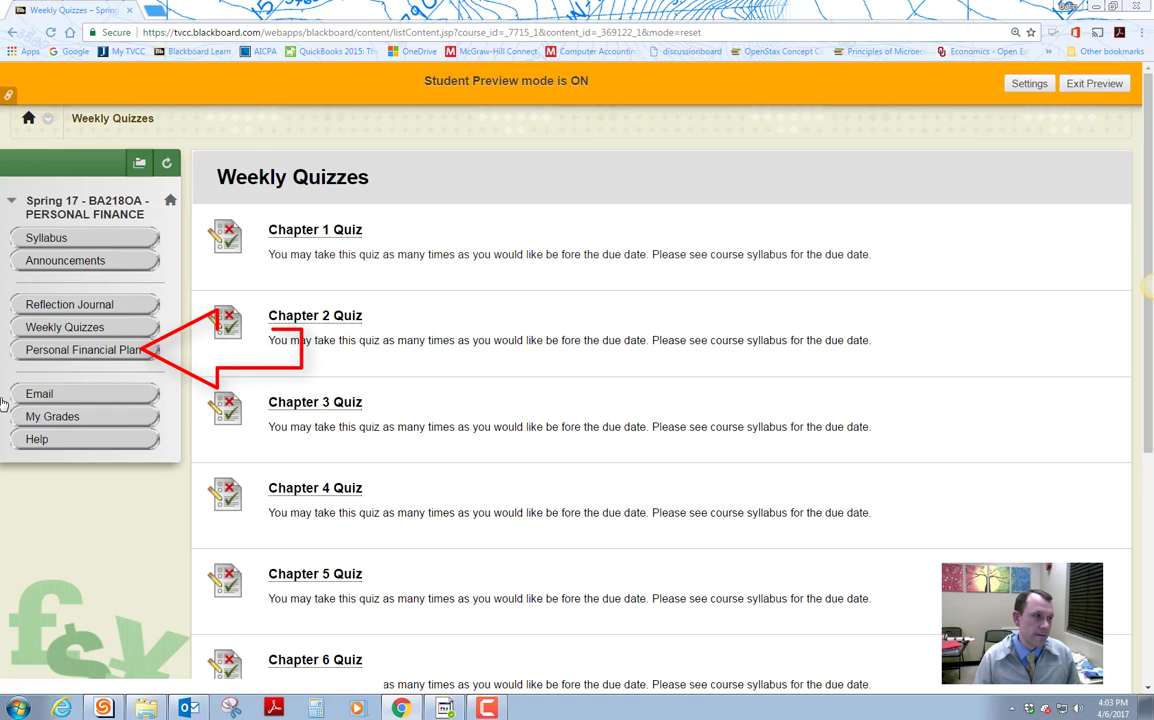 Weekly Quizzes – Spring
Secure
https://tvcc.blackboard.com/webapps/blackboard/content/listContent.jsp?course_id=_7715_1&content_id=_369122_1&mode=reset
Apps
Google
My TVCC
Blackboard Learn
AICPA
QuickBooks 2015: The
OneDrive
McGraw-Hill Connect
Computer Accountin
discussionboard
OpenStax Concept C
Principles of Microec
Economics - Open Ed
»
Other bookmarks
Student Preview mode is ON
Settings
Exit Preview
Weekly Quizzes
Spring 17 - BA218OA -
PERSONAL FINANCE
Syllabus
Announcements
Reflection Journal
Weekly Quizzes
Personal Financial Plan
Email
My Grades
Help
Weekly Quizzes
Chapter 1 Quiz
You may take this quiz as many times as you would like be fore the due date. Please see course syllabus for the due date.
Chapter 2 Quiz
You may take this quiz as many times as you would like be fore the due date. Please see course syllabus for the due date.
Chapter 3 Quiz
You may take this quiz as many times as you would like be fore the due date. Please see course syllabus for the due date.
Chapter 4 Quiz
You may take this quiz as many times as you would like be fore the due date. Please see course syllabus for the due date.
Chapter 5 Quiz
You may take this quiz as many times as you would like be fore the due date. Please see course syllabus for the due date.
Chapter 6 Quiz
as many times as you would like be fore the due date. Please see course syllabus for the due date.
4:03 PM
4/6/2017